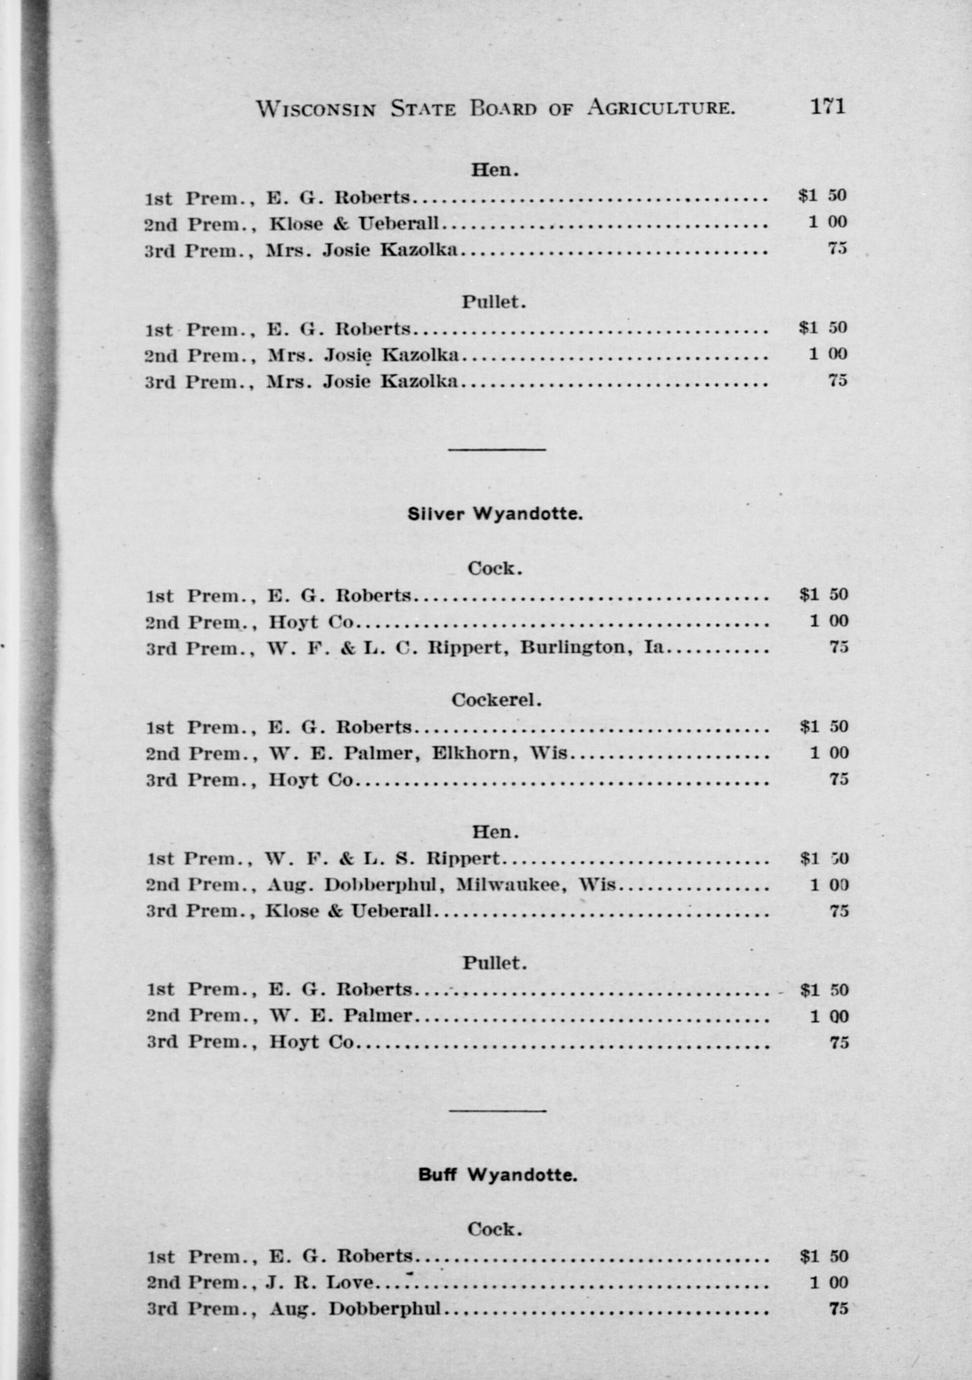 WISCONSIN STATE BOARD OF AGRICULTURE. 171
Hen.
1st Prem., E. G. Roberts.................................... $1 50
2nd Prem., Klose & Ueberall................................. 1 00
3rd Prem., Mrs. Josie Kazolka............................... 75
Pullet.
1st Prem., E. G. Roberts.................................... $1 50
2nd Prem., Mrs. Josie Kazolka............................... 1 00
3rd Prem., Mrs. Josie Kazolka............................... 75
Silver Wyandotte.
Cock.
1st Prem., E. G. Roberts.................................... $1 50
2nd Prem., Hoyt Co.......................................... 1 00
3rd Prem., W. F. & L. C. Rippert, Burlington, Ia........... 75
Cockerel.
1st Prem., E. G. Roberts.................................... $1 50
2nd Prem., W. E. Palmer, Elkhorn, Wis..................... 1 00
3rd Prem., Hoyt Co.......................................... 75
Hen.
1st Prem., W. F. & L. S. Rippert............................ $1 50
2nd Prem., Aug. Dobberphul, Milwaukee, Wis................ 1 00
3rd Prem., Klose & Ueberall.................................. 75
Pullet.
1st Prem., E. G. Roberts.................................... $1 50
2nd Prem., W. E. Palmer..................................... 1 00
3rd Prem., Hoyt Co.......................................... 75
Buff Wyandotte.
Cock.
1st Prem., E. G. Roberts.................................... $1 50
2nd Prem., J. R. Love........................................ 1 00
3rd Prem., Aug. Dobberphul................................. 75